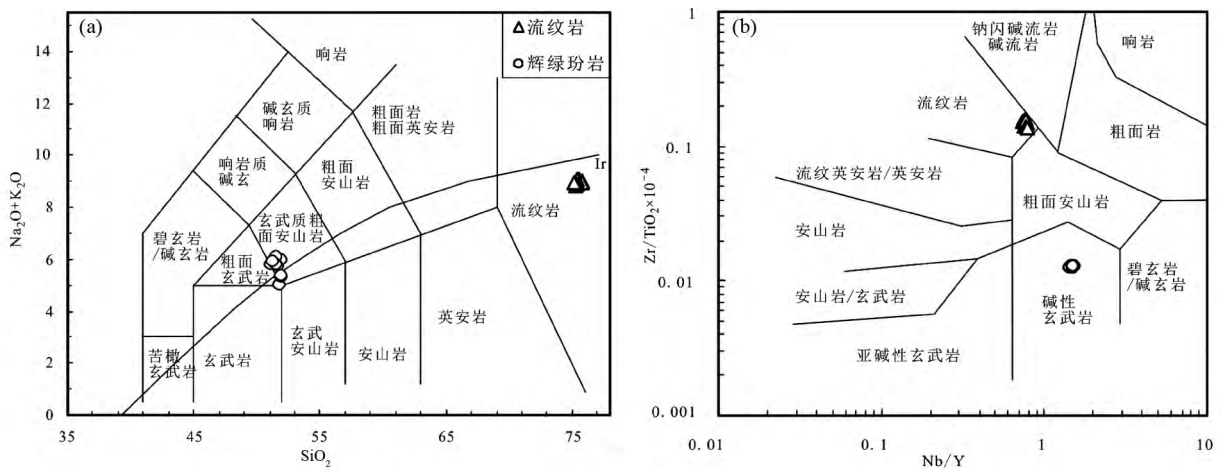 (a)
流纹岩
辉绿玢岩
响岩
碱玄质
响岩
粗面岩
粗面英安岩
响岩质
碱玄
粗面
安山岩
Ir
流纹岩
玄武质粗
面安山岩
碧玄岩
/碱玄岩
粗面
玄武岩
英安岩
苦橄
玄武岩
玄武岩
玄武
安山岩
安山岩
14
12
10
8
6
4
2
0
Na₂O+K₂O
35
45
55
65
75
SiO₂
(b)
钠闪碱流岩
碱流岩
响岩
流纹岩
粗面岩
流纹英安岩/英安岩
粗面安山岩
安山岩
碧玄岩
/碱玄岩
安山岩/玄武岩
碱性
玄武岩
亚碱性玄武岩
1
0.1
0.01
0.001
Zr/TiO₂×10⁻⁴
0.01
0.1
1
10
Nb/Y